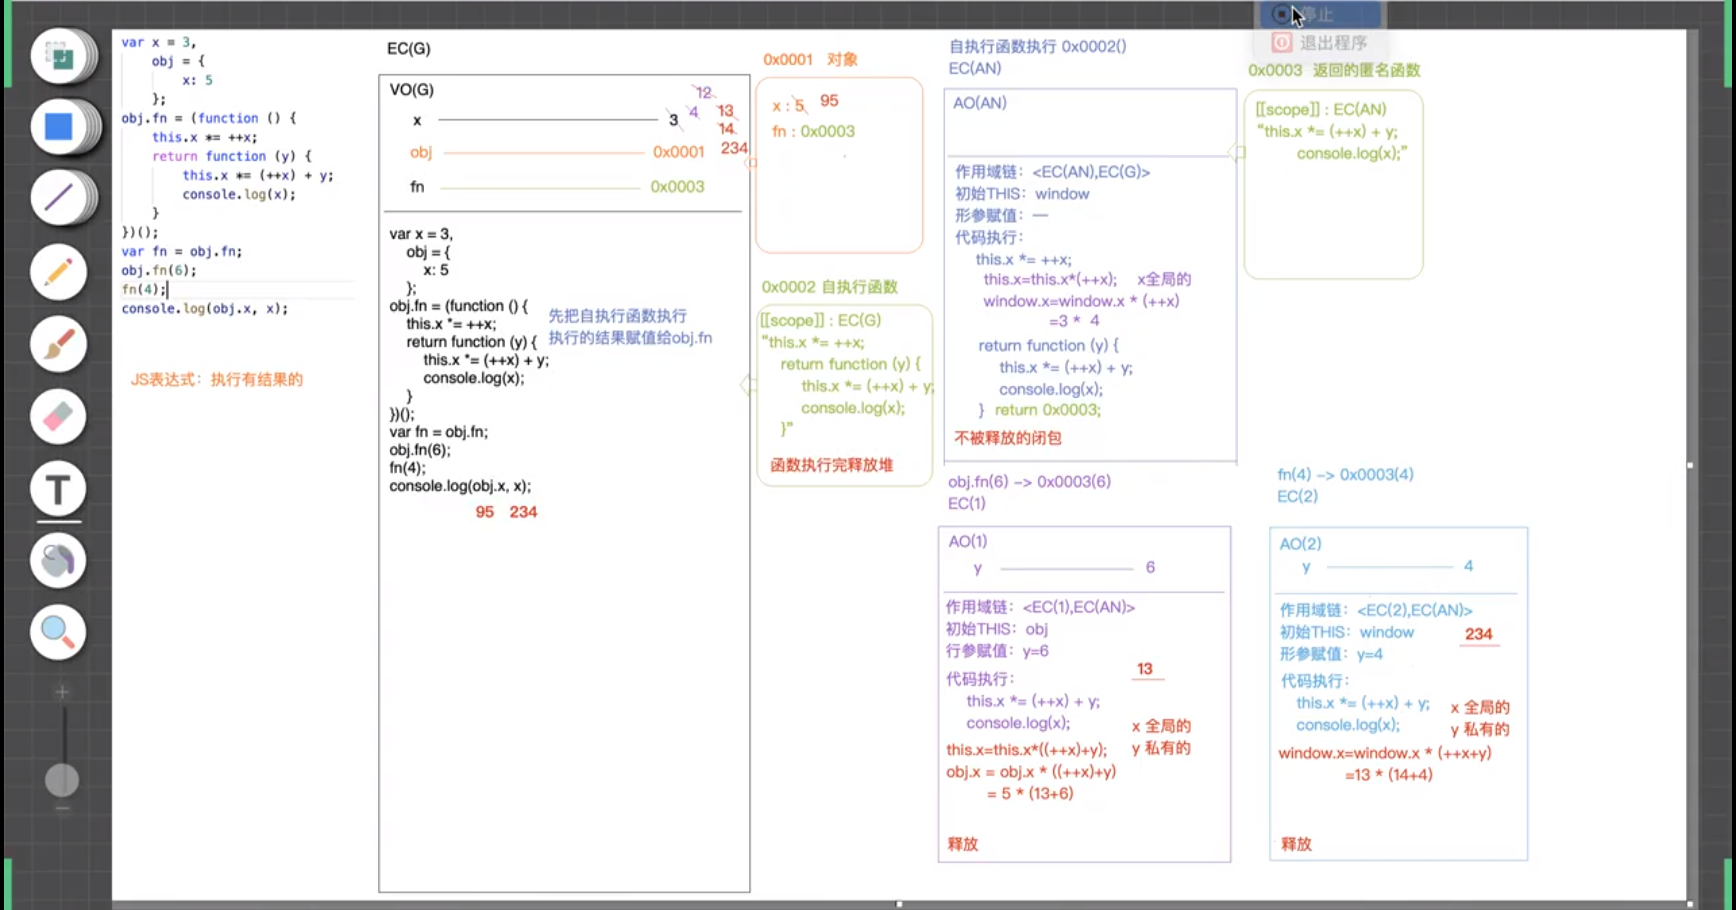 停止
退出程序
var x = 3,
obj = {
x: 5
};
obj.fn = (function () {
this.x *= ++x;
return function (y) {
this.x *= (++x) + y;
console.log(x);
}
})();
var fn = obj.fn;
obj.fn(6);
fn(4);
console.log(obj.x, x);
JS表达式：执行有结果的
EC(G)
VO(G)
x 3 4 12 13 14 234
obj 0x0001
fn 0x0003
var x = 3,
obj = {
x: 5
};
obj.fn = (function () {
this.x *= ++x;
return function (y) {
this.x *= (++x) + y;
console.log(x);
}
})();
var fn = obj.fn;
obj.fn(6);
fn(4);
console.log(obj.x, x);
95 234
先把自执行函数执行
执行的结果赋值给obj.fn
0x0001 对象
x : 5 95
fn : 0x0003
0x0002 自执行函数
[[scope]] : EC(G)
“this.x *= ++x;
return function (y) {
this.x *= (++x) + y;
console.log(x);
}”
函数执行完释放堆
自执行函数执行 0x0002()
EC(AN)
AO(AN)
作用域链：<EC(AN),EC(G)>
初始THIS：window
形参赋值：—
代码执行：
this.x *= ++x;
this.x=this.x*(++x); x全局的
window.x=window.x * (++x)
=3 * 4
return function (y) {
this.x *= (++x) + y;
console.log(x);
} return 0x0003;
不被释放的闭包
0x0003 返回的匿名函数
[[scope]] : EC(AN)
“this.x *= (++x) + y;
console.log(x);”
obj.fn(6) -> 0x0003(6)
EC(1)
AO(1)
y 6
作用域链：<EC(1),EC(AN)>
初始THIS：obj
行参赋值：y=6
13
代码执行：
this.x *= (++x) + y;
console.log(x);
x 全局的
y 私有的
this.x=this.x*((++x)+y);
obj.x = obj.x * ((++x)+y)
= 5 * (13+6)
释放
fn(4) -> 0x0003(4)
EC(2)
AO(2)
y 4
作用域链：<EC(2),EC(AN)>
初始THIS：window
234
形参赋值：y=4
代码执行：
this.x *= (++x) + y;
console.log(x);
x 全局的
y 私有的
window.x=window.x * (++x+y)
=13 * (14+4)
释放